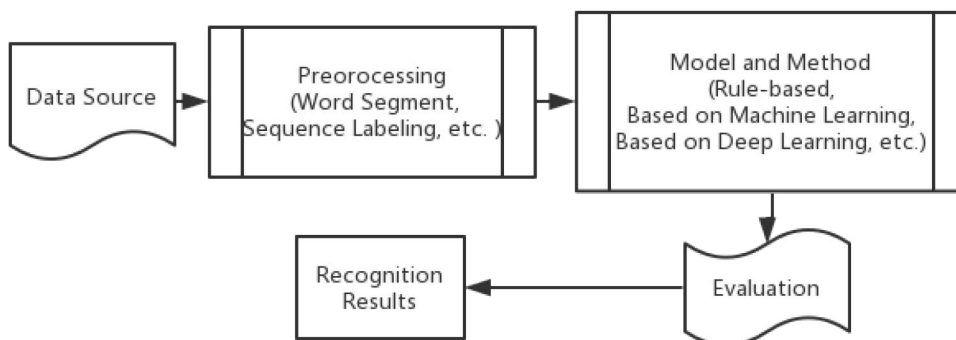 Data Source
Preorocessing
(Word Segment,
Sequence Labeling, etc. )
Model and Method
(Rule-based,
Based on Machine Learning,
Based on Deep Learning, etc.)
Evaluation
Recognition
Results